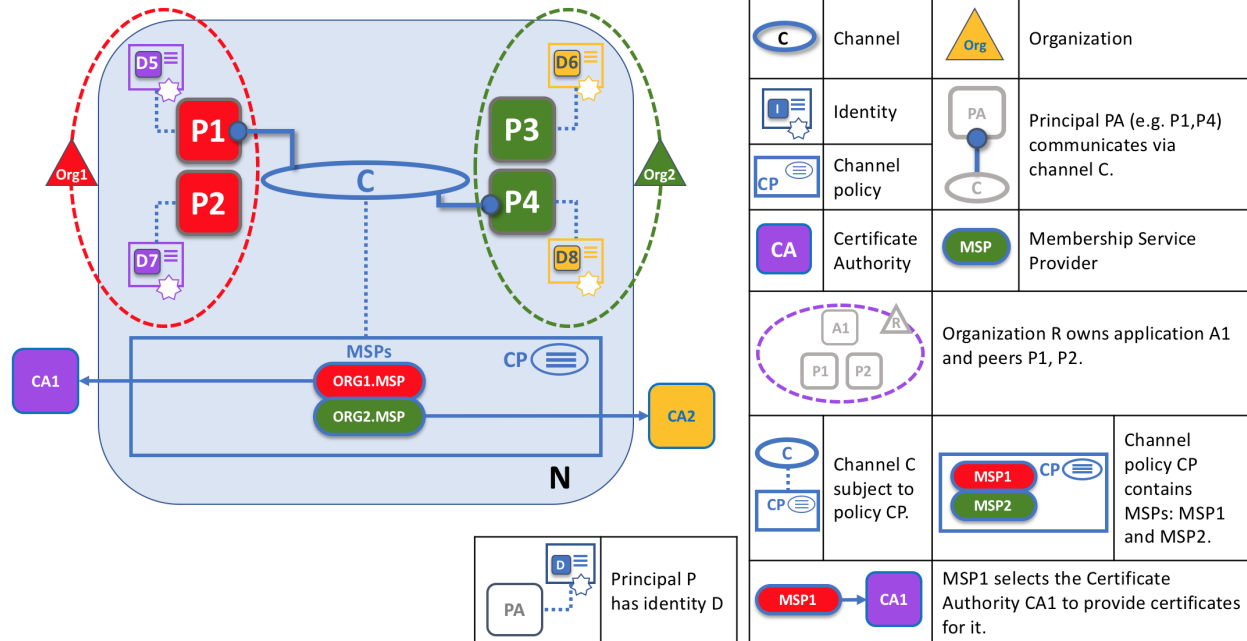 D5
P1
P2
D7
Org1
C
D6
P3
P4
D8
Org2
MSPs
CP
ORG1.MSP
ORG2.MSP
CA1
CA2
N
D
PA
Principal P
has identity D
C
Channel
Org
Organization
I
Identity
CP
Channel
policy
PA
C
Principal PA (e.g. P1,P4)
communicates via
channel C.
CA
Certificate
Authority
MSP
Membership Service
Provider
A1
R
P1
P2
Organization R owns application A1
and peers P1, P2.
C
CP
Channel C
subject to
policy CP.
MSP1
MSP2
CP
Channel
policy CP
contains
MSPs: MSP1
and MSP2.
MSP1
CA1
MSP1 selects the Certificate
Authority CA1 to provide certificates
for it.